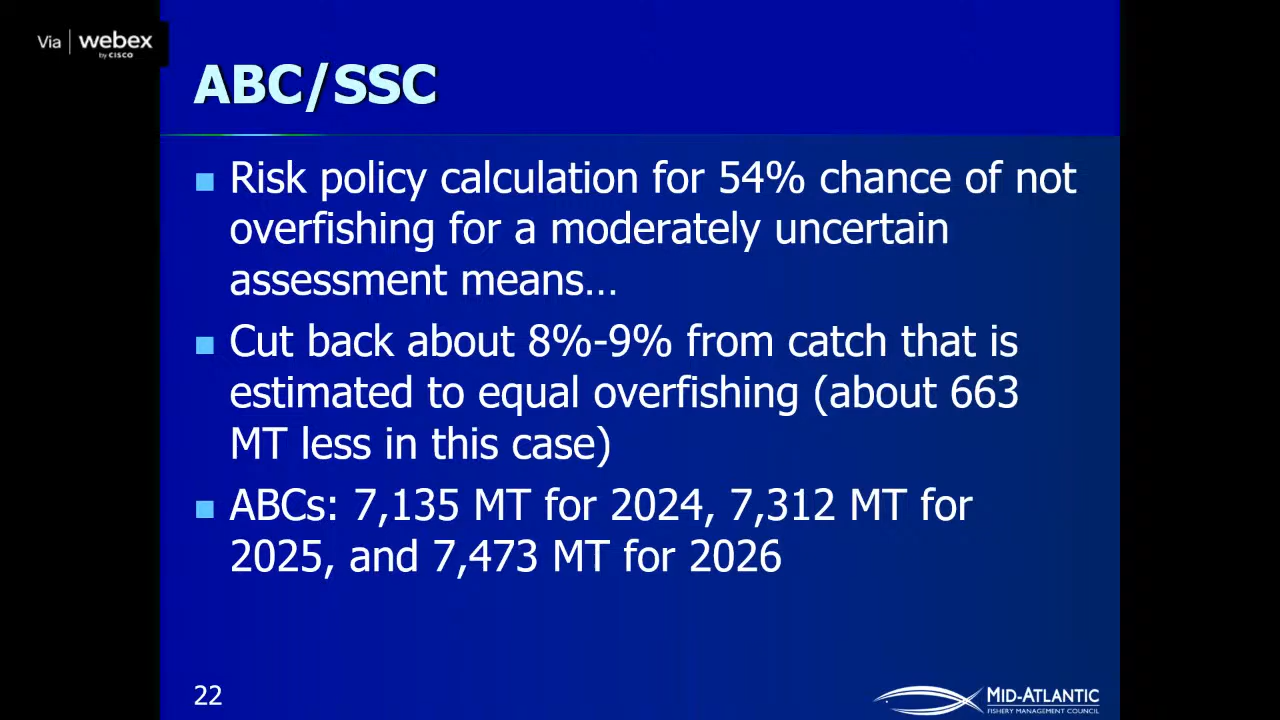 Via webex
by CISCO
ABC/SSC
Risk policy calculation for 54% chance of not
overfishing for a moderately uncertain
assessment means…
Cut back about 8%-9% from catch that is
estimated to equal overfishing (about 663
MT less in this case)
ABCs: 7,135 MT for 2024, 7,312 MT for
2025, and 7,473 MT for 2026
22
MID-ATLANTIC
FISHERY MANAGEMENT COUNCIL